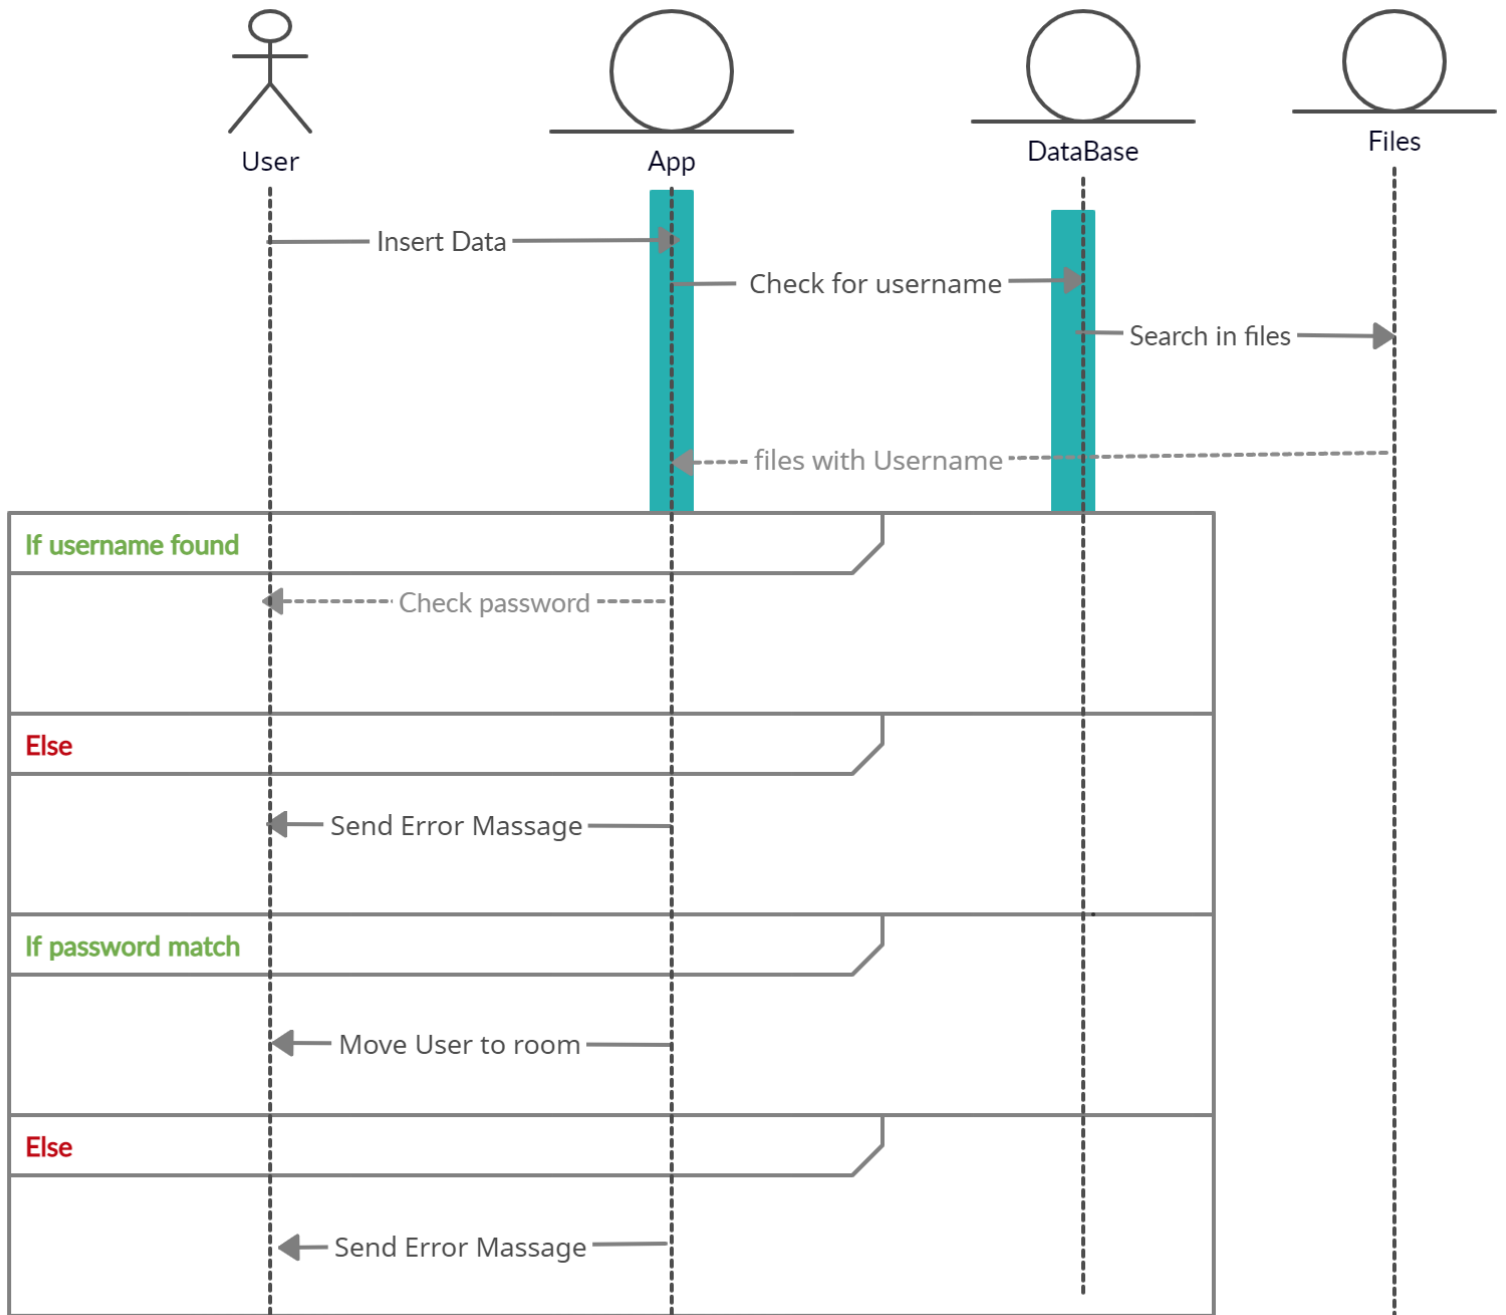 User
App
DataBase
Files
Insert Data
Check for username
Search in files
files with Username
If username found
Check password
Else
Send Error Massage
If password match
Move User to room
Else
Send Error Massage